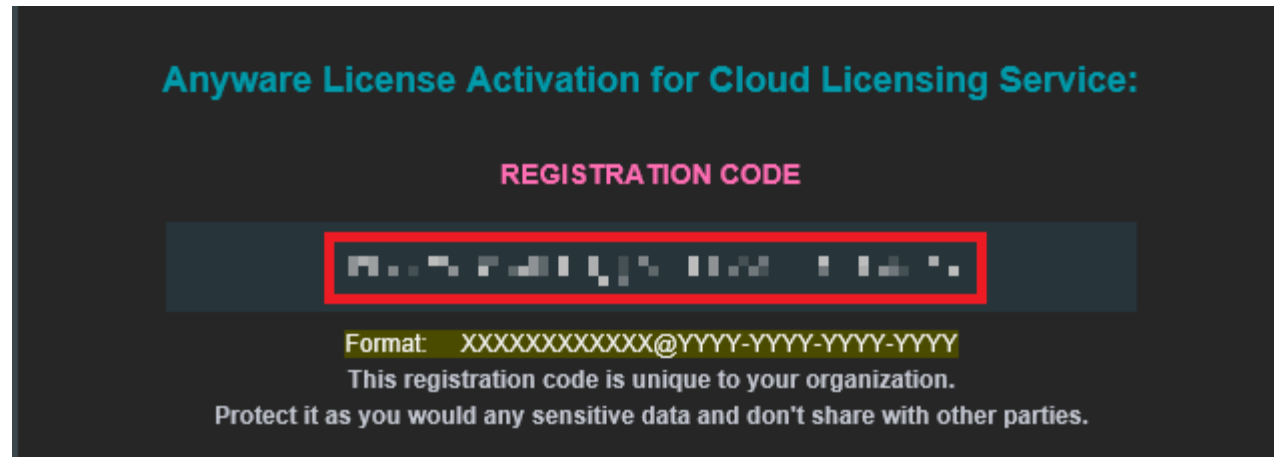 Anyware License Activation for Cloud Licensing Service:
REGISTRATION CODE
Format: XXXXXXXXXXXX@YYYY-YYYY-YYYY-YYYY
This registration code is unique to your organization.
Protect it as you would any sensitive data and don't share with other parties.